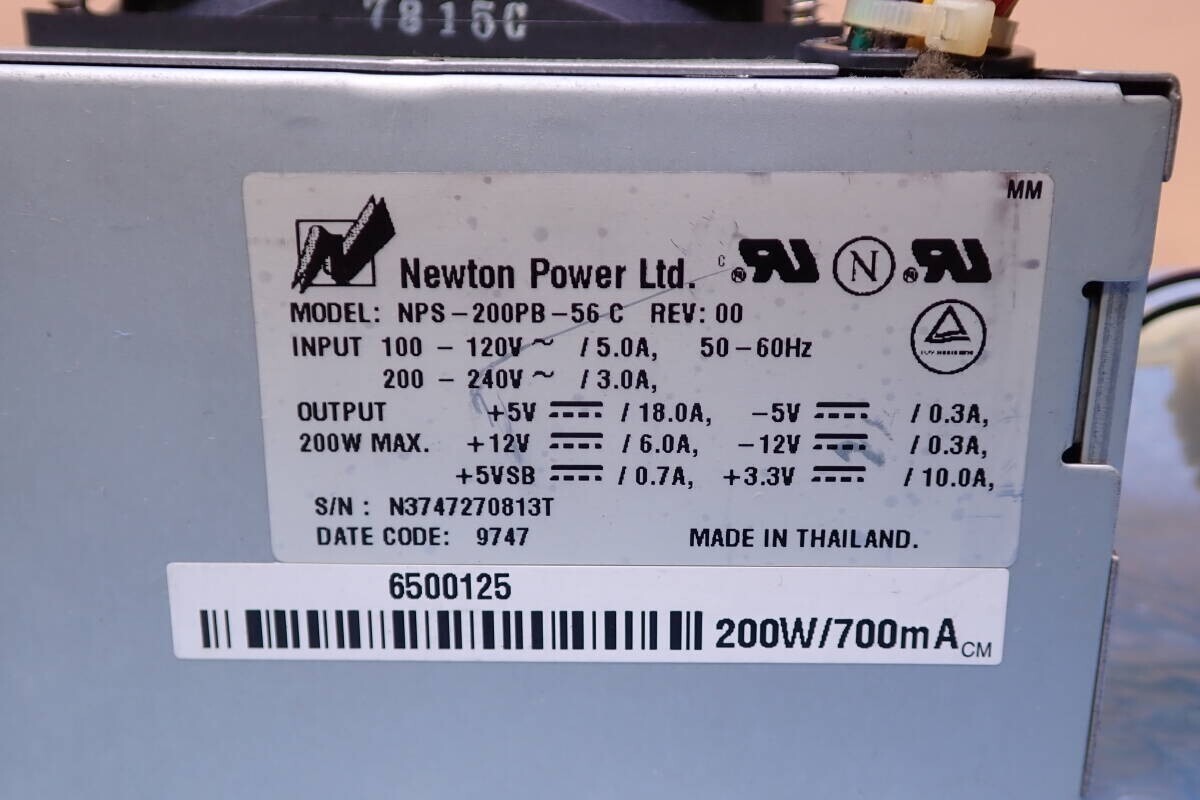 7815C
MM
Newton Power Ltd.
MODEL: NPS-200PB-56 C REV: 00
INPUT 100 - 120V ~ / 5.0A, 50-60Hz
200 - 240V ~ / 3.0A,
OUTPUT +5V / 18.0A, -5V / 0.3A,
200W MAX. +12V / 6.0A, -12V / 0.3A,
+5VSB / 0.7A, +3.3V / 10.0A,
S/N : N3747270813T
DATE CODE: 9747 MADE IN THAILAND.
6500125
200W/700mA CM